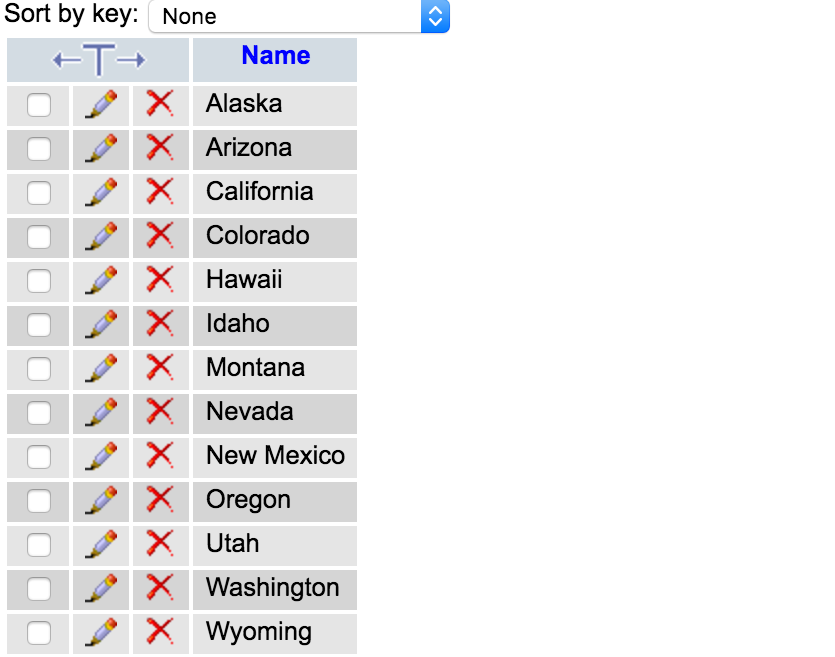 Sort by key: None
←T→ Name
Alaska
Arizona
California
Colorado
Hawaii
Idaho
Montana
Nevada
New Mexico
Oregon
Utah
Washington
Wyoming